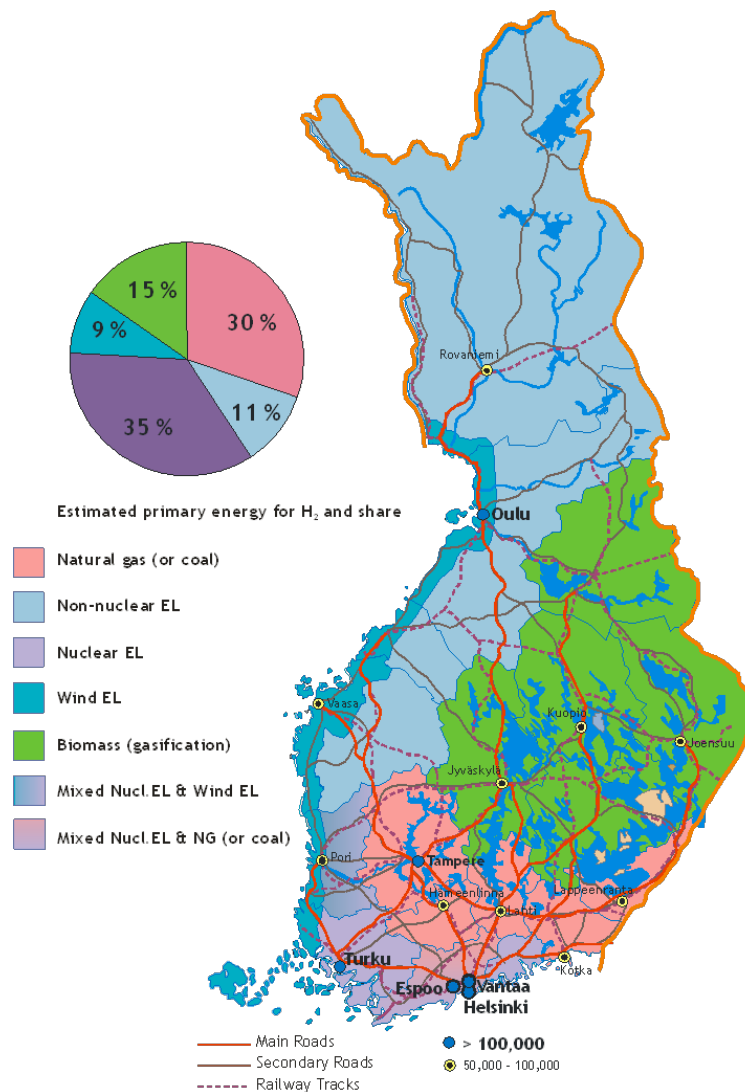 Rovaniemi
15 %
30 %
9 %
11 %
35 %
Estimated primary energy for H₂ and share
Oulu
Natural gas (or coal)
Non-nuclear EL
Nuclear EL
Wind EL
Vaasa
Kuopio
Biomass (gasification)
Joensuu
Jyväskylä
Mixed Nucl.EL & Wind EL
Mixed Nucl.EL & NG (or coal)
Pori
Tampere
Hämeenlinna
Lappeenranta
Lahti
Turku
Kotka
Espoo
Vantaa
Helsinki
Main Roads
> 100,000
Secondary Roads
50,000 - 100,000
Railway Tracks